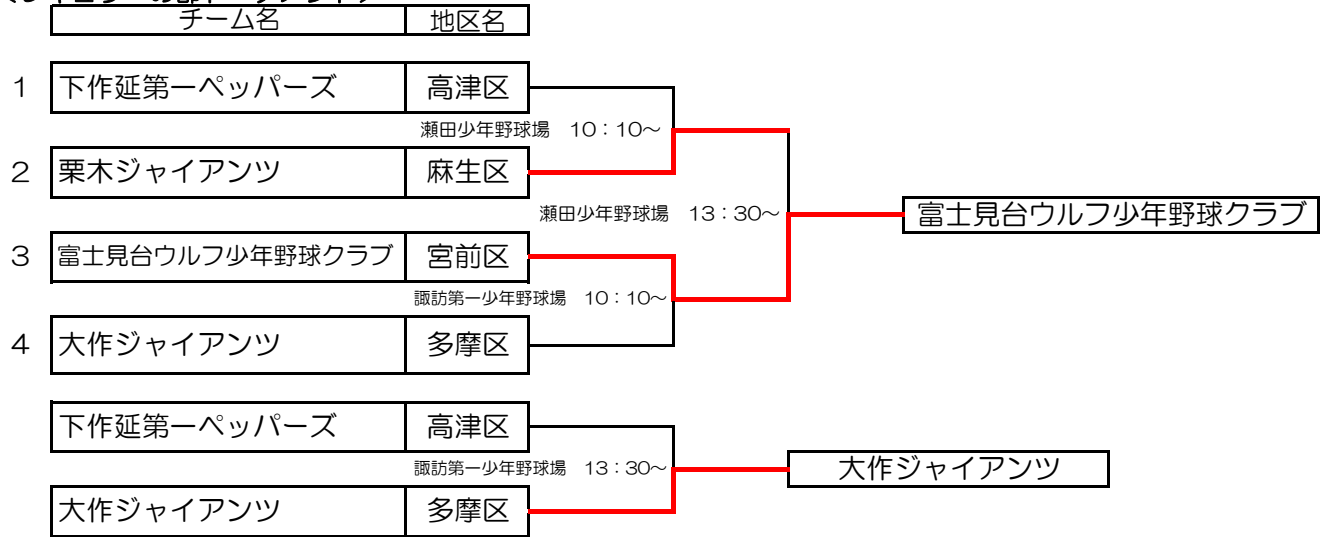 チーム名 地区名
1 下作延第一ペッパーズ 高津区
瀬田少年野球場 10：10～
2 栗木ジャイアンツ 麻生区
瀬田少年野球場 13：30～
富士見台ウルフ少年野球クラブ
3 富士見台ウルフ少年野球クラブ 宮前区
諏訪第一少年野球場 10：10～
4 大作ジャイアンツ 多摩区
下作延第一ペッパーズ 高津区
諏訪第一少年野球場 13：30～
大作ジャイアンツ
大作ジャイアンツ 多摩区